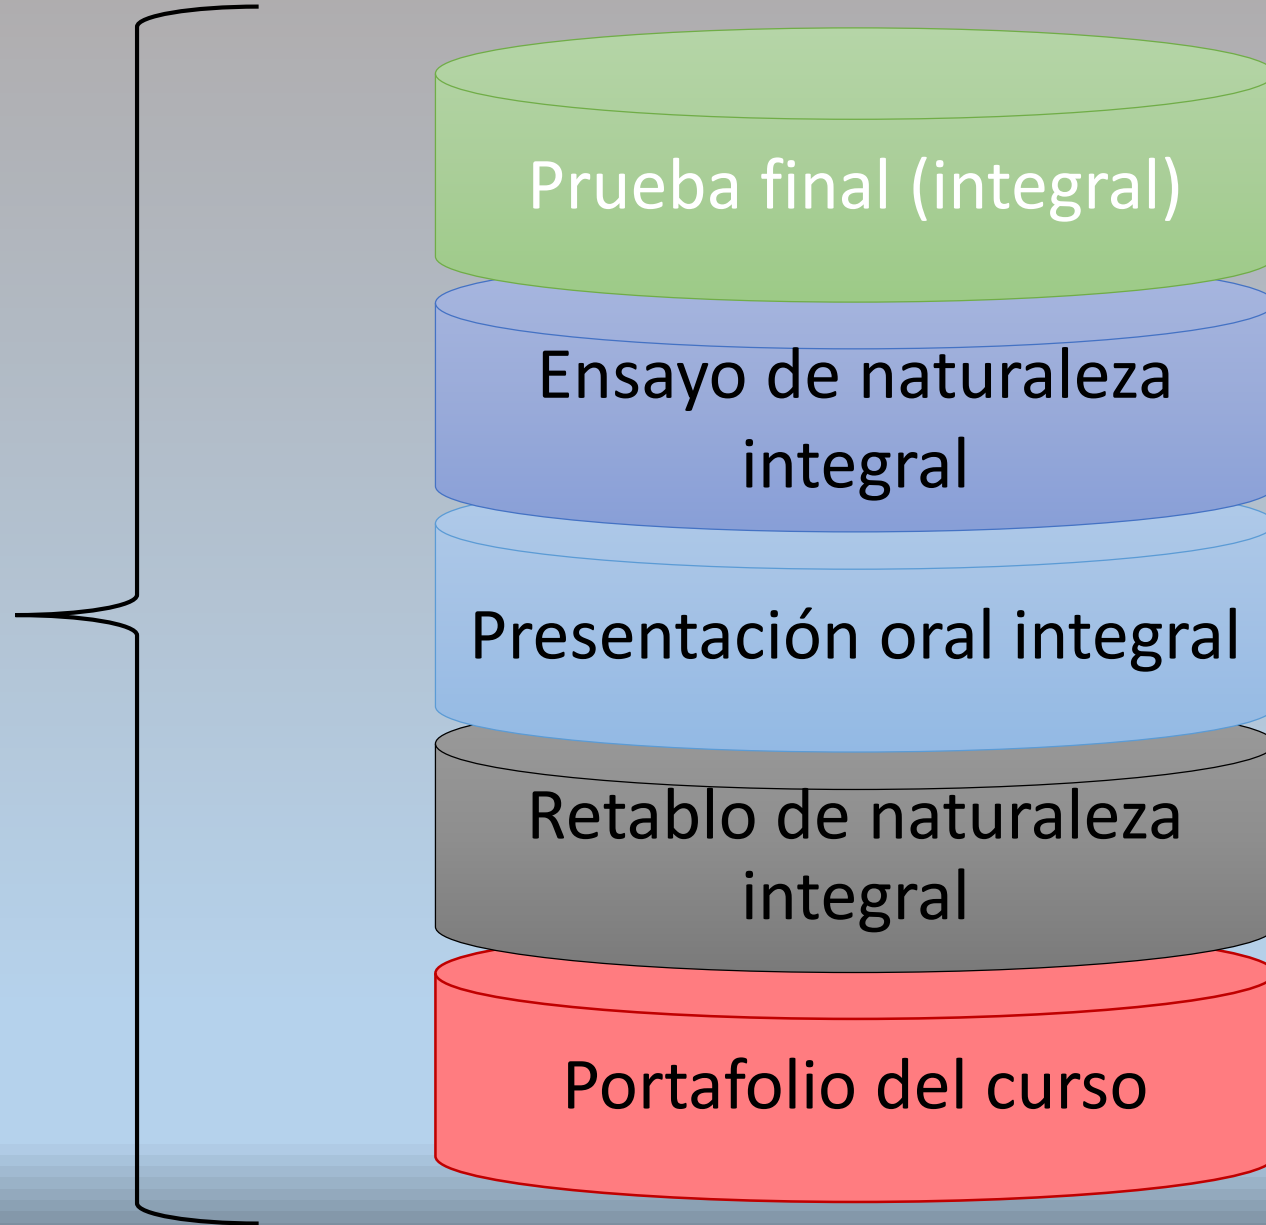 Prueba final (integral)
Ensayo de naturaleza
integral
Presentación oral integral
Retablo de naturaleza
integral
Portafolio del curso